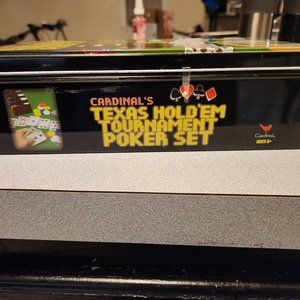 CARDINAL'S
TEXAS HOLD'EM
TOURNAMENT
POKER SET
Cardinal.
AGES 8+